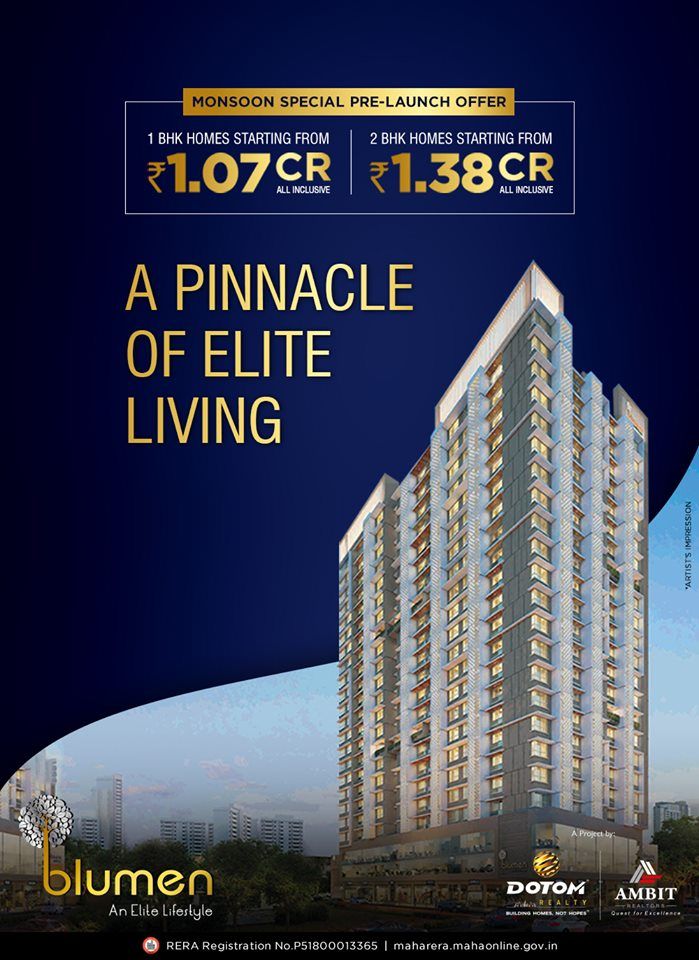 MONSOON SPECIAL PRE-LAUNCH OFFER
1 BHK HOMES STARTING FROM
₹1.07 CR
ALL INCLUSIVE
2 BHK HOMES STARTING FROM
₹1.38 CR
ALL INCLUSIVE
A PINNACLE
OF ELITE
LIVING
*ARTIST'S IMPRESSION
blumen
An Elite Lifestyle
A Project by:
DOTOM
REALTY
BUILDING HOMES, NOT HOPES
AMBIT
REALTORS
Quest for Excellence
RERA Registration No.P51800013365 | maharera.mahaonline.gov.in